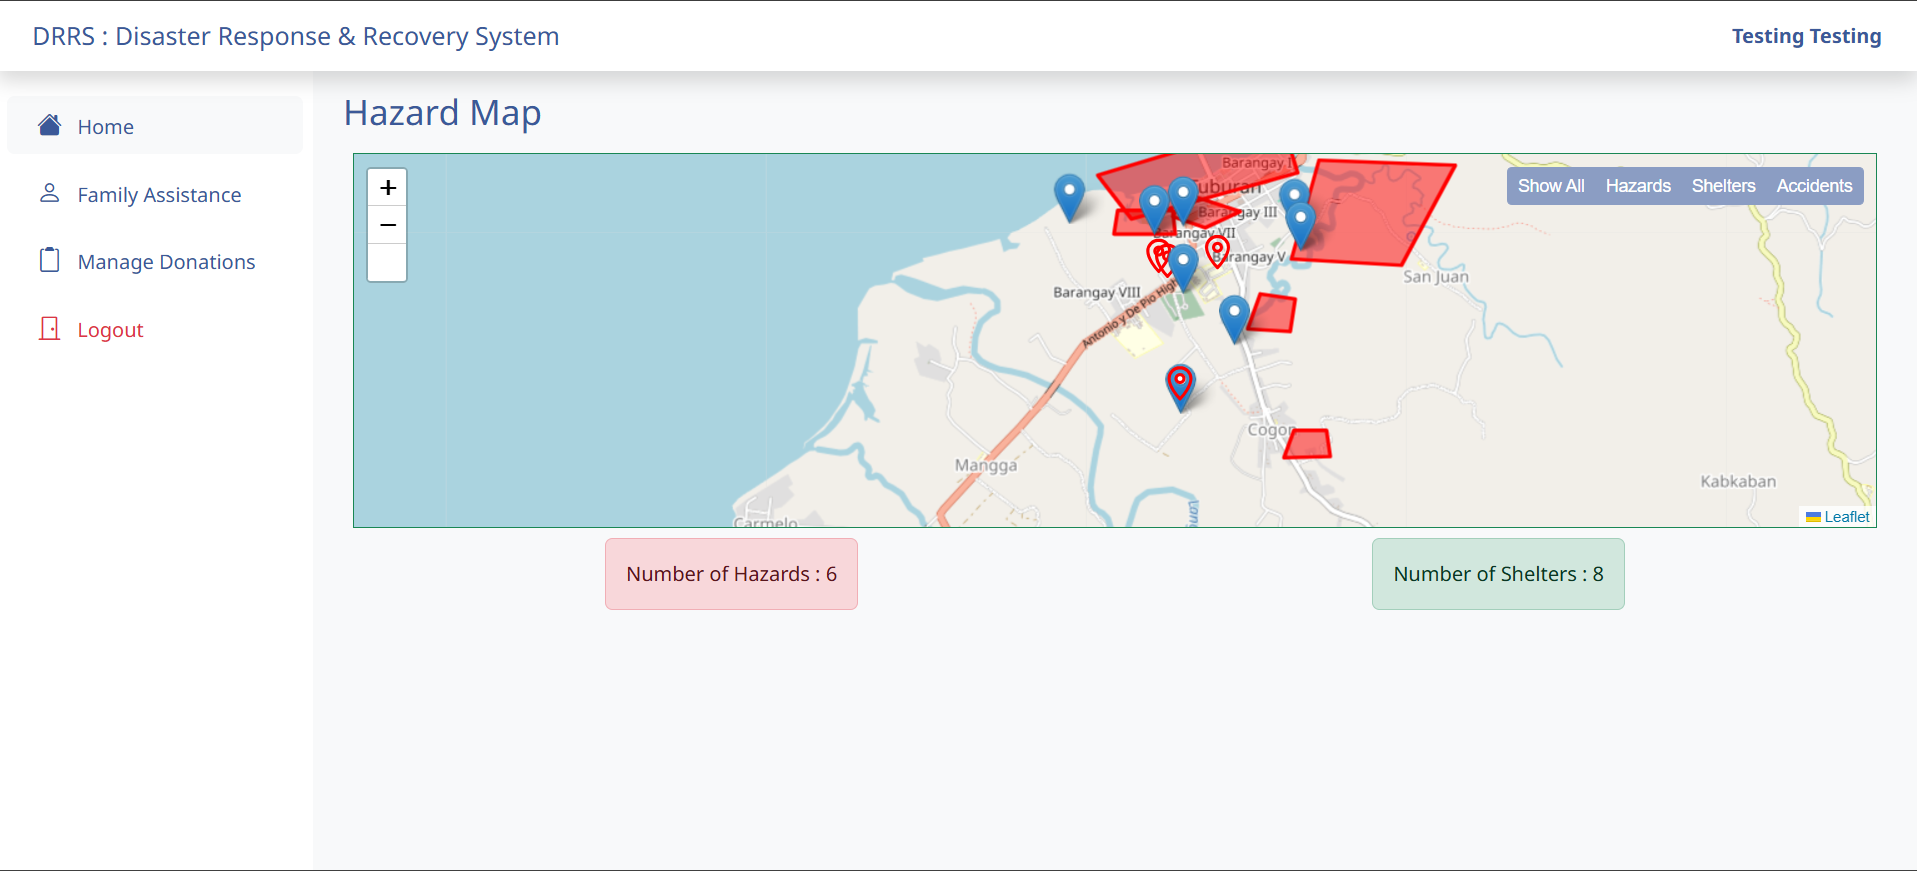 DRRS : Disaster Response & Recovery System
Testing Testing
Home
Family Assistance
Manage Donations
Logout
Hazard Map
+
−
Show All Hazards Shelters Accidents
Barangay
Tuburan
Barangay III
Barangay VII
Barangay V
Barangay VIII
Antonio y De Pio High
San Juan
Cogon
Mangga
Kabkaban
Carmelo
Leaflet
Number of Hazards : 6
Number of Shelters : 8